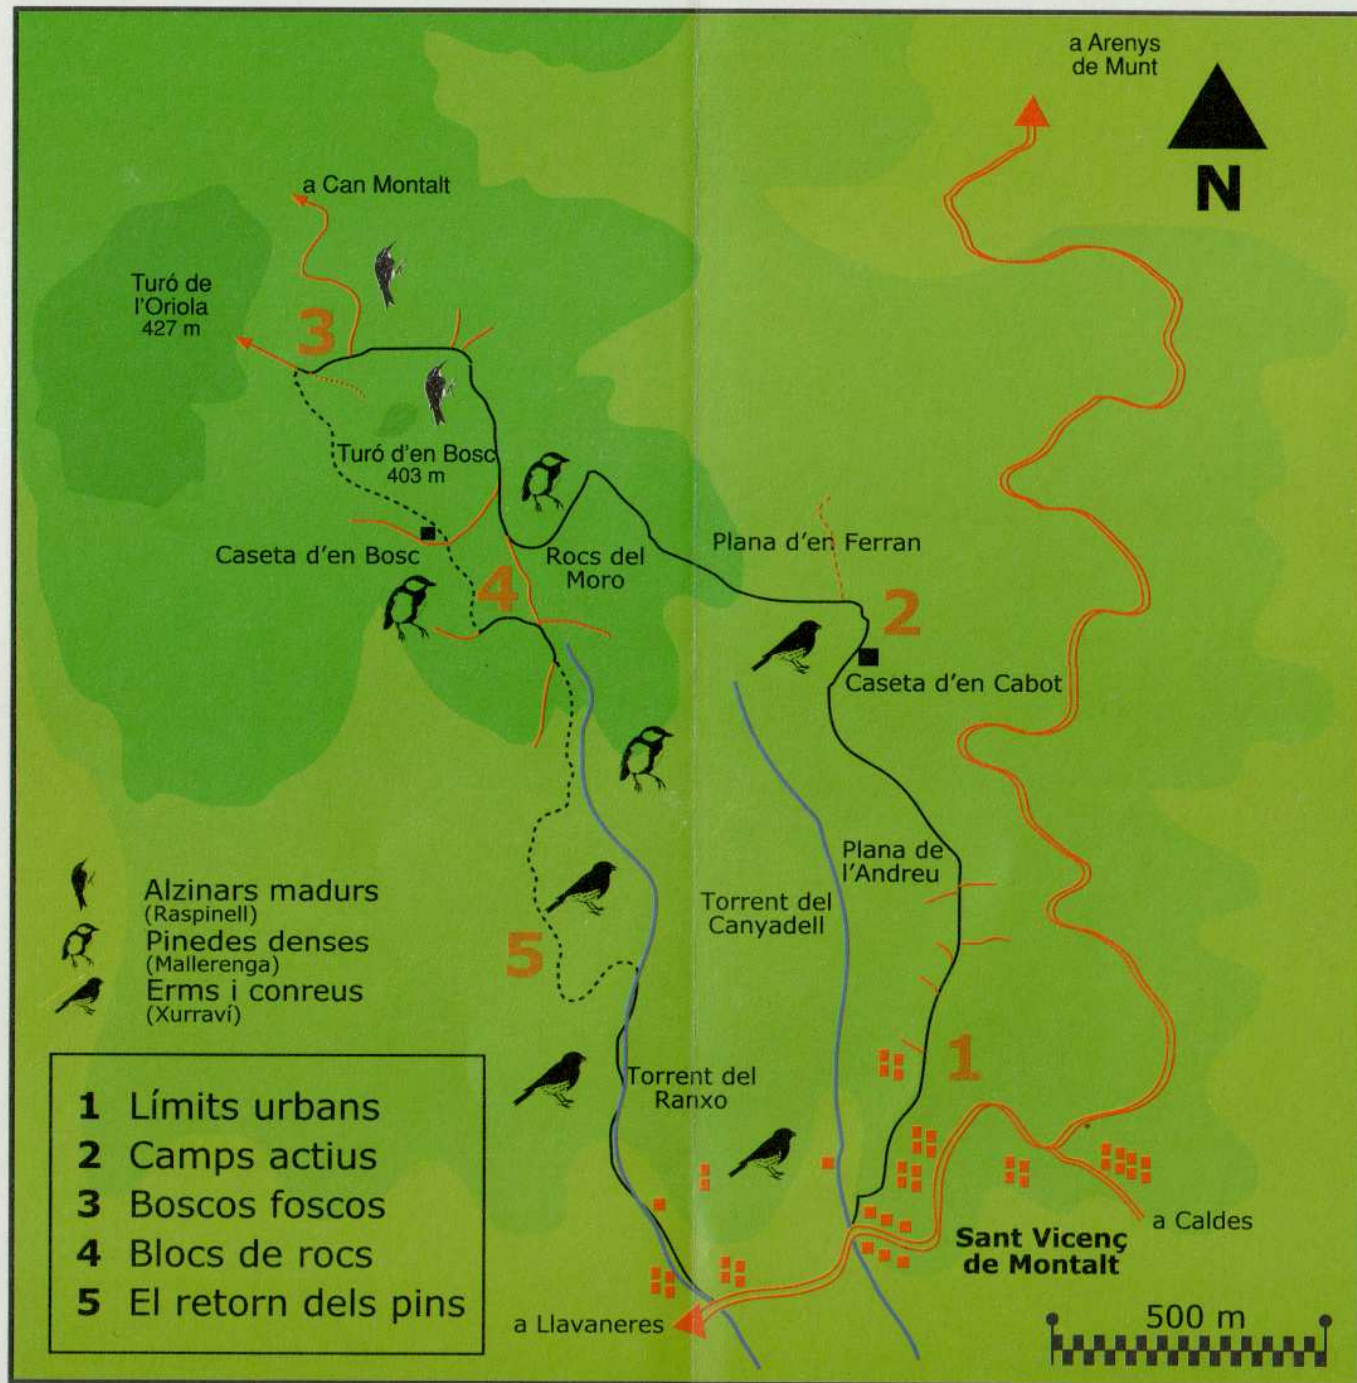 a Arenys
de Munt
N
a Can Montalt
Turó de
l'Oriola
427 m
3
Turó d'en Bosc
403 m
Caseta d'en Bosc
Rocs del
Moro
4
Plana d'en Ferran
2
Caseta d'en Cabot
Plana de
l'Andreu
Torrent del
Canyadell
Alzinars madurs
(Raspinell)
Pinedes denses
(Mallerenga)
Erms i conreus
(Xurraví)
5
1
Torrent del
Ranxo
1 Límits urbans
2 Camps actius
3 Boscos foscos
4 Blocs de rocs
5 El retorn dels pins
a Caldes
Sant Vicenç
de Montalt
a Llavaneres
500 m